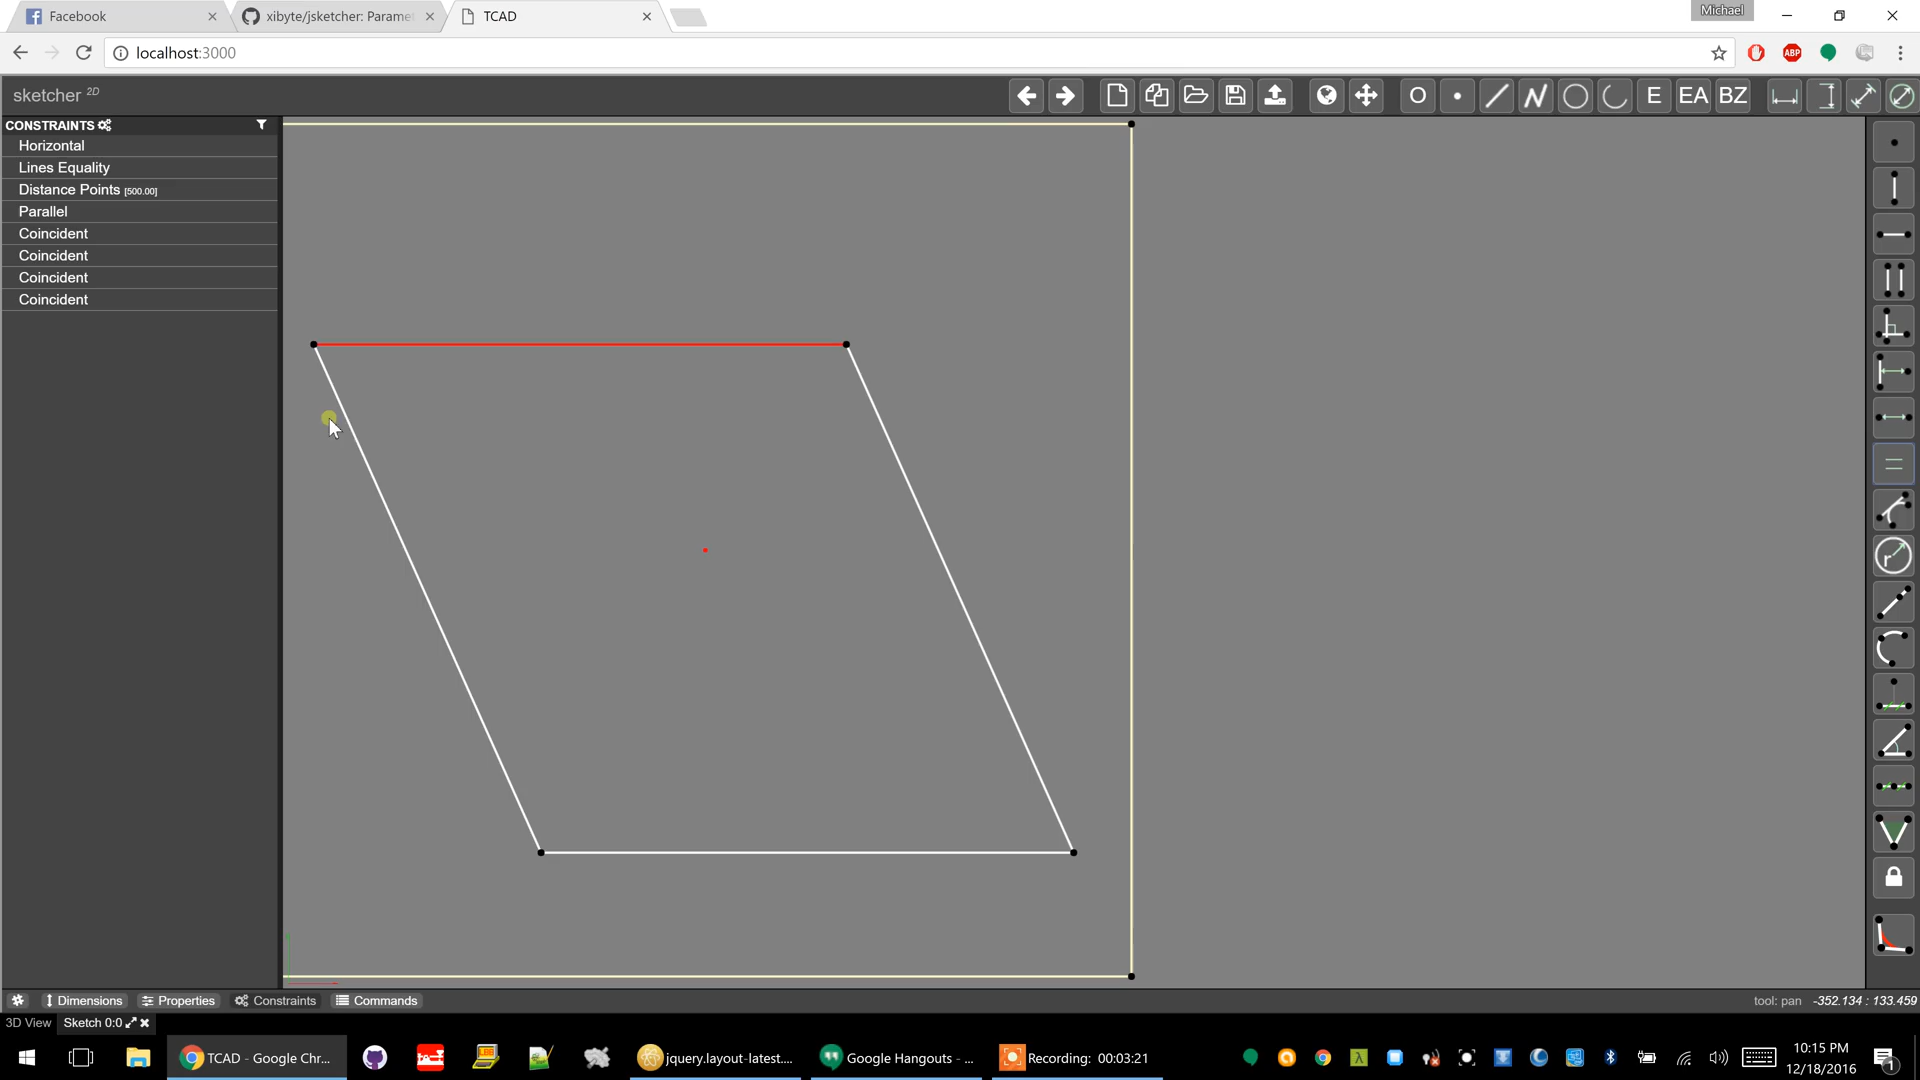 Facebook
xibyte/jsketcher: Paramet
TCAD
Michael
localhost:3000
ABP
sketcher 2D
O
E
EA
BZ
CONSTRAINTS
Horizontal
Lines Equality
Distance Points [500.00]
Parallel
Coincident
Coincident
Coincident
Coincident
r
Dimensions
Properties
Constraints
Commands
tool: pan
-352.134 : 133.459
3D View
Sketch 0:0
TCAD - Google Chr...
jquery.layout-latest....
Google Hangouts - ...
Recording: 00:03:21
10:15 PM
12/18/2016
1